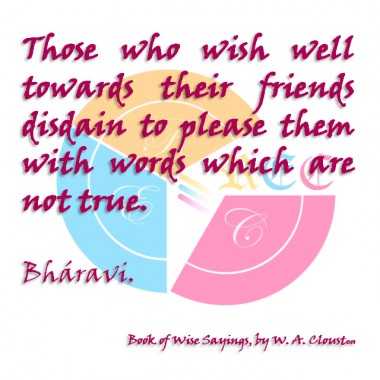 Those who wish well
towards their friends
disdain to please them
with words which are
not true.
Bháravi.
Book of Wise Sayings, by W. A. Clouston